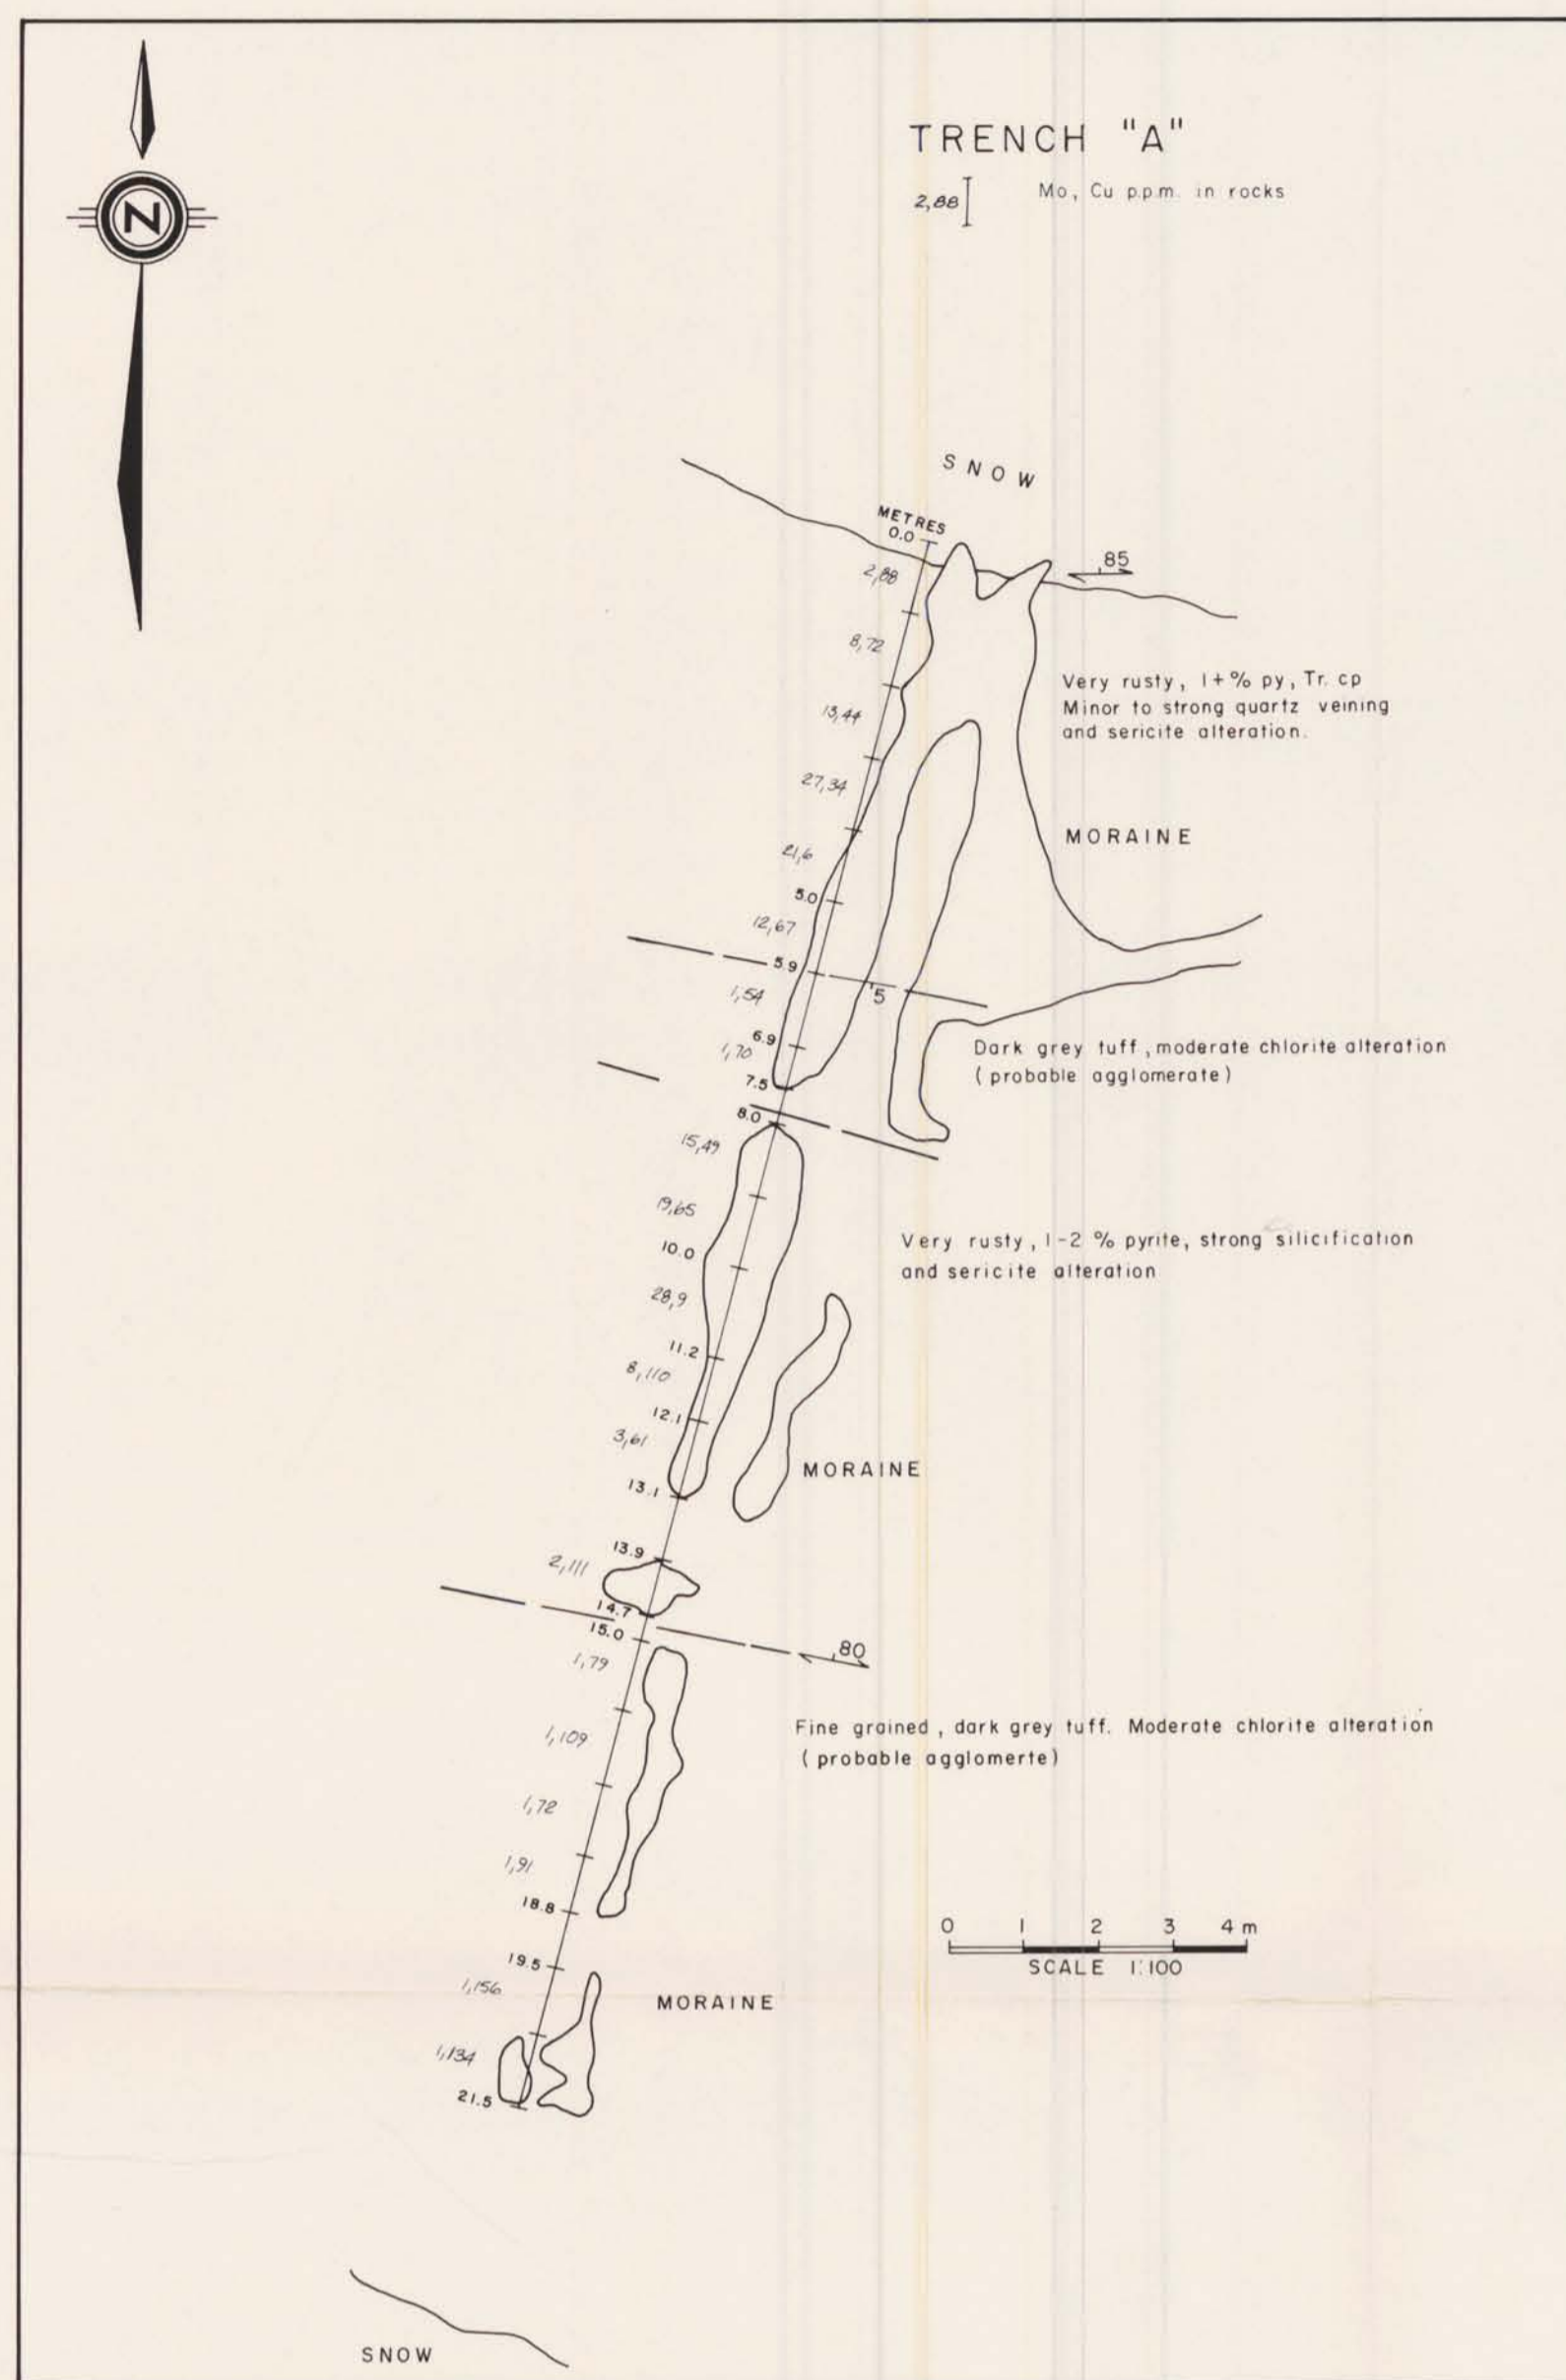 N
TRENCH "A"
2,88
Mo, Cu p.p.m. in rocks
SNOW
METRES
0.0
85
2,88
8,72
Very rusty, 1+% py, Tr. cp
Minor to strong quartz veining
and sericite alteration.
13,44
27,34
MORAINE
21,6
5.0
12,67
5.9
1,54
5
6.9
1,70
Dark grey tuff, moderate chlorite alteration
(probable agglomerate)
7.5
8.0
15,49
19,65
10.0
Very rusty, 1-2 % pyrite, strong silicification
and sericite alteration
28,9
11.2
8,110
12.1
3,61
MORAINE
13.1
13.9
2,111
14.7
15.0
80
1,79
Fine grained, dark grey tuff. Moderate chlorite alteration
(probable agglomerte)
1,109
1,72
1,91
18.8
0 1 2 3 4 m
SCALE 1:100
19.5
1,156
MORAINE
1,134
21.5
SNOW